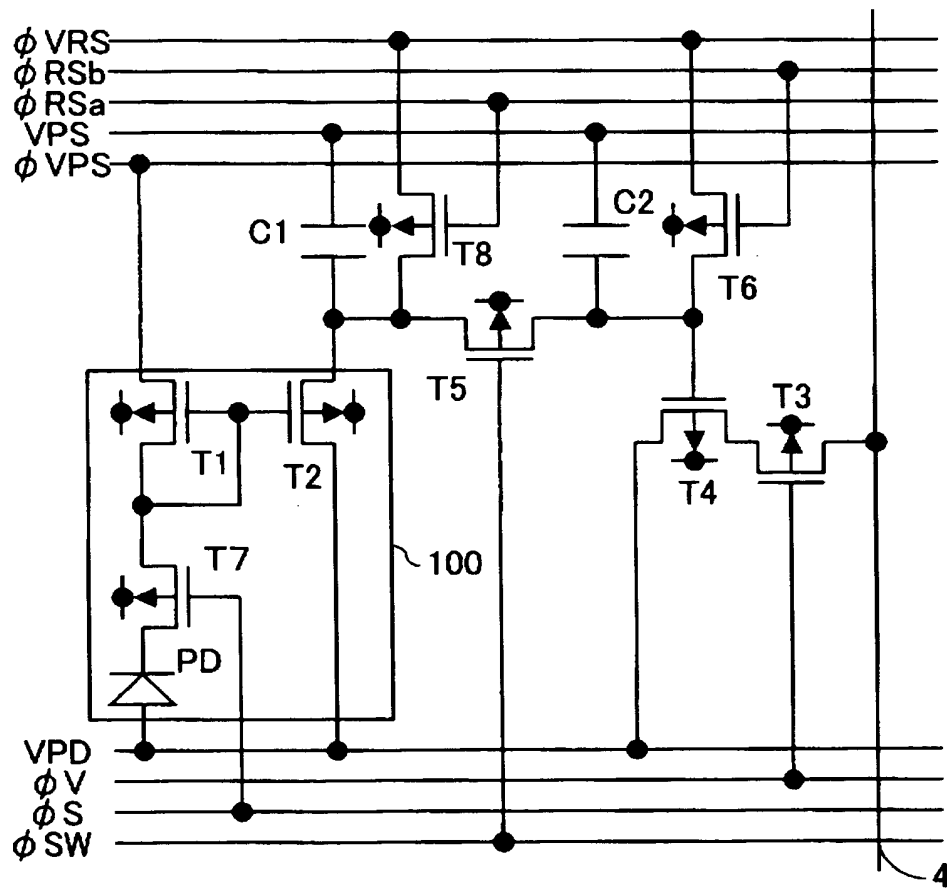 φVRS
φRSb
φRSa
VPS
φVPS
C1
T8
C2
T6
T5
T3
T1
T2
T4
T7
100
PD
VPD
φV
φS
φSW
4